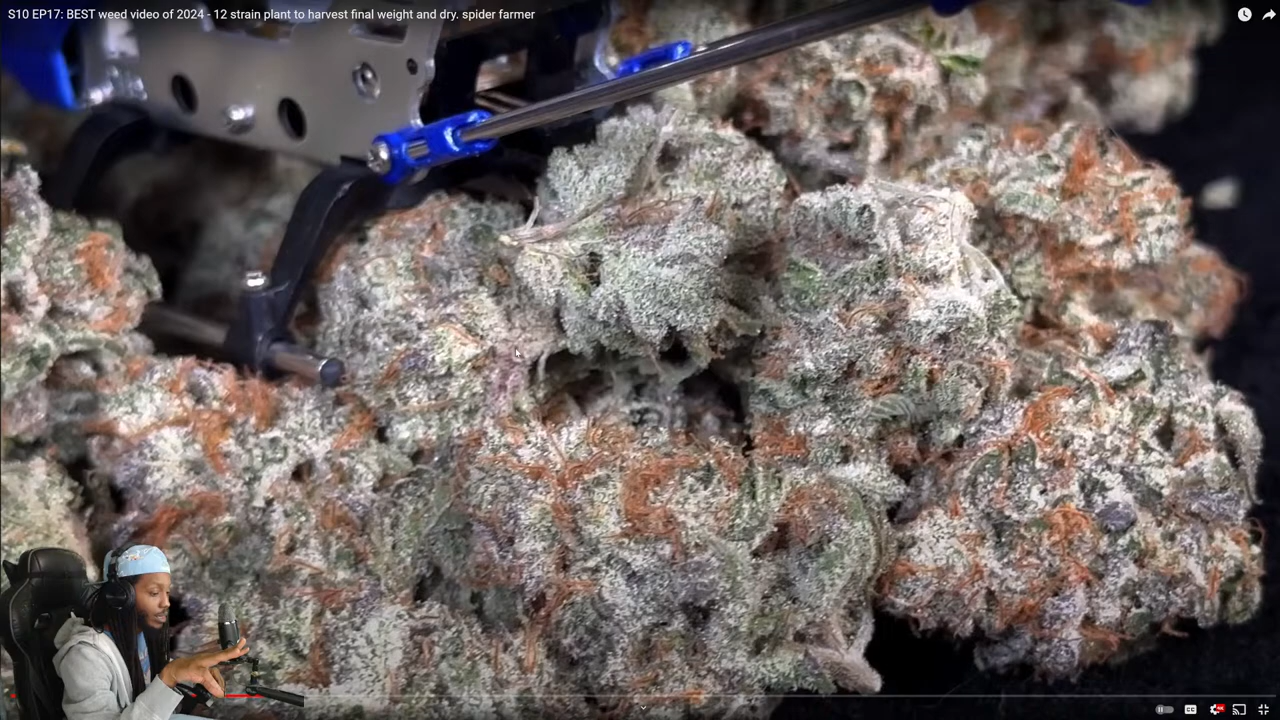 S10 EP17: BEST weed video of 2024 - 12 strain plant to harvest final weight and dry. spider farmer